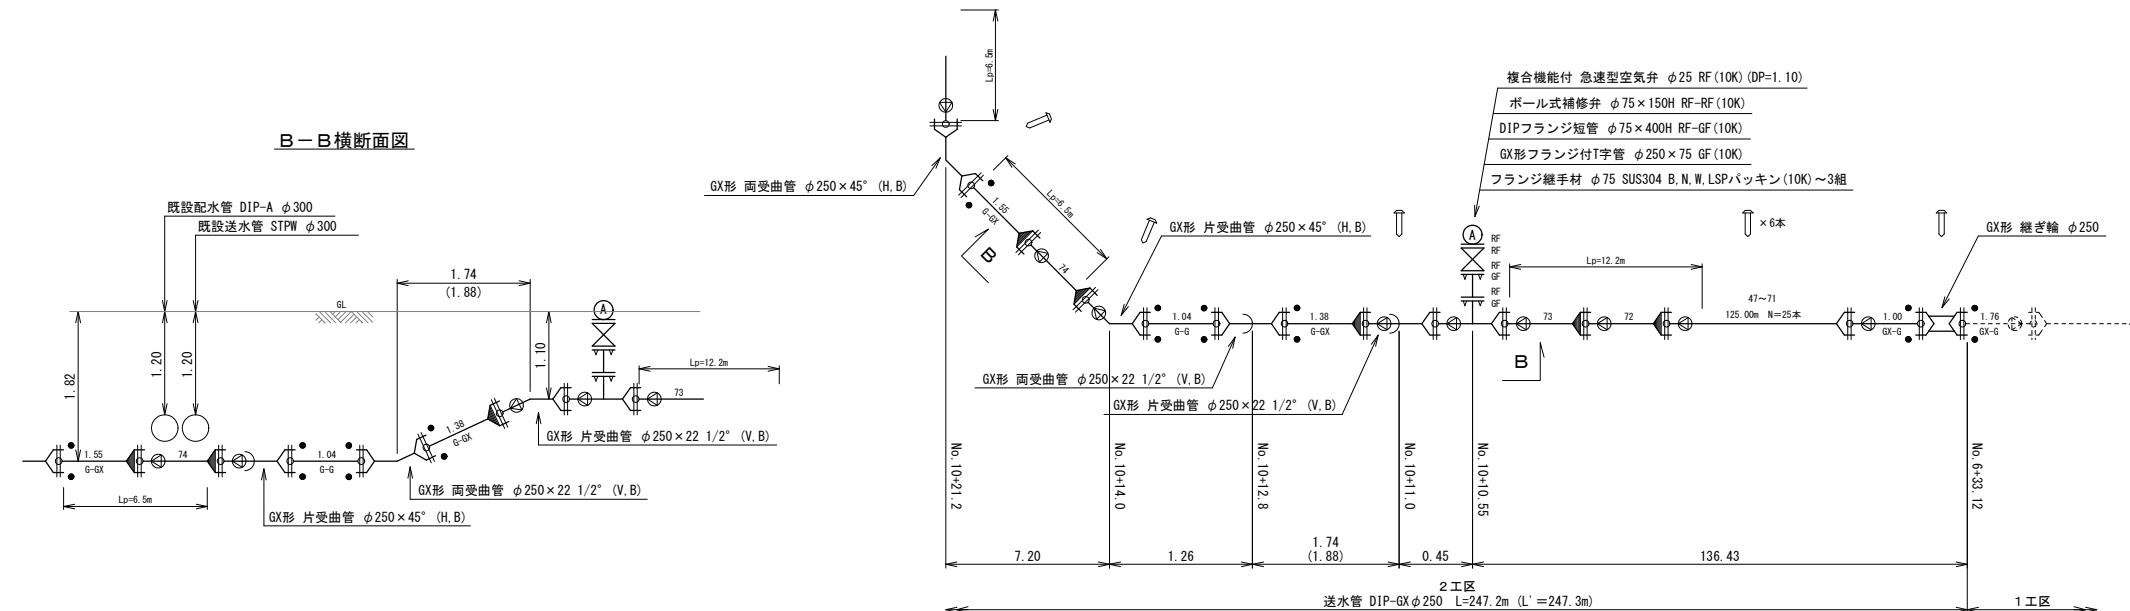 B－B横断面図
既設配水管 DIP-A φ300
既設送水管 STPW φ300
1.74
(1.88)
GL
A
1.82
1.20
1.20
1.10
Lp=12.2m
73
1.38
G-GX
1.55
G-GX
74
1.04
G-G
Lp=6.5m
GX形 片受曲管 φ250×22 1/2° (V,B)
GX形 両受曲管 φ250×22 1/2° (V,B)
GX形 片受曲管 φ250×45° (H,B)
Lp=6.5m
GX形 両受曲管 φ250×45° (H,B)
1.55
G-GX
Lp=6.5m
B
74
GX形 片受曲管 φ250×45° (H,B)
複合機能付 急速型空気弁 φ25 RF(10K)(DP=1.10)
ボール式補修弁 φ75×150H RF-RF(10K)
DIPフランジ短管 φ75×400H RF-GF(10K)
GX形フランジ付T字管 φ250×75 GF(10K)
フランジ継手材 φ75 SUS304 B,N,W,LSPパッキン(10K)～3組
×6本
GX形 継ぎ輪 φ250
A
RF
RF
RF
GF
RF
GF
Lp=12.2m
1.04
G-G
1.38
G-GX
73
72
47～71
125.00m N=25本
1.00
GX-G
1.76
GX-G
B
GX形 両受曲管 φ250×22 1/2° (V,B)
GX形 片受曲管 φ250×22 1/2° (V,B)
No.10+21.2
No.10+14.0
No.10+12.8
No.10+11.0
No.10+10.55
No.6+33.12
7.20
1.26
1.74
(1.88)
0.45
136.43
2工区
送水管 DIP-GXφ250 L=247.2m (L'=247.3m)
1工区